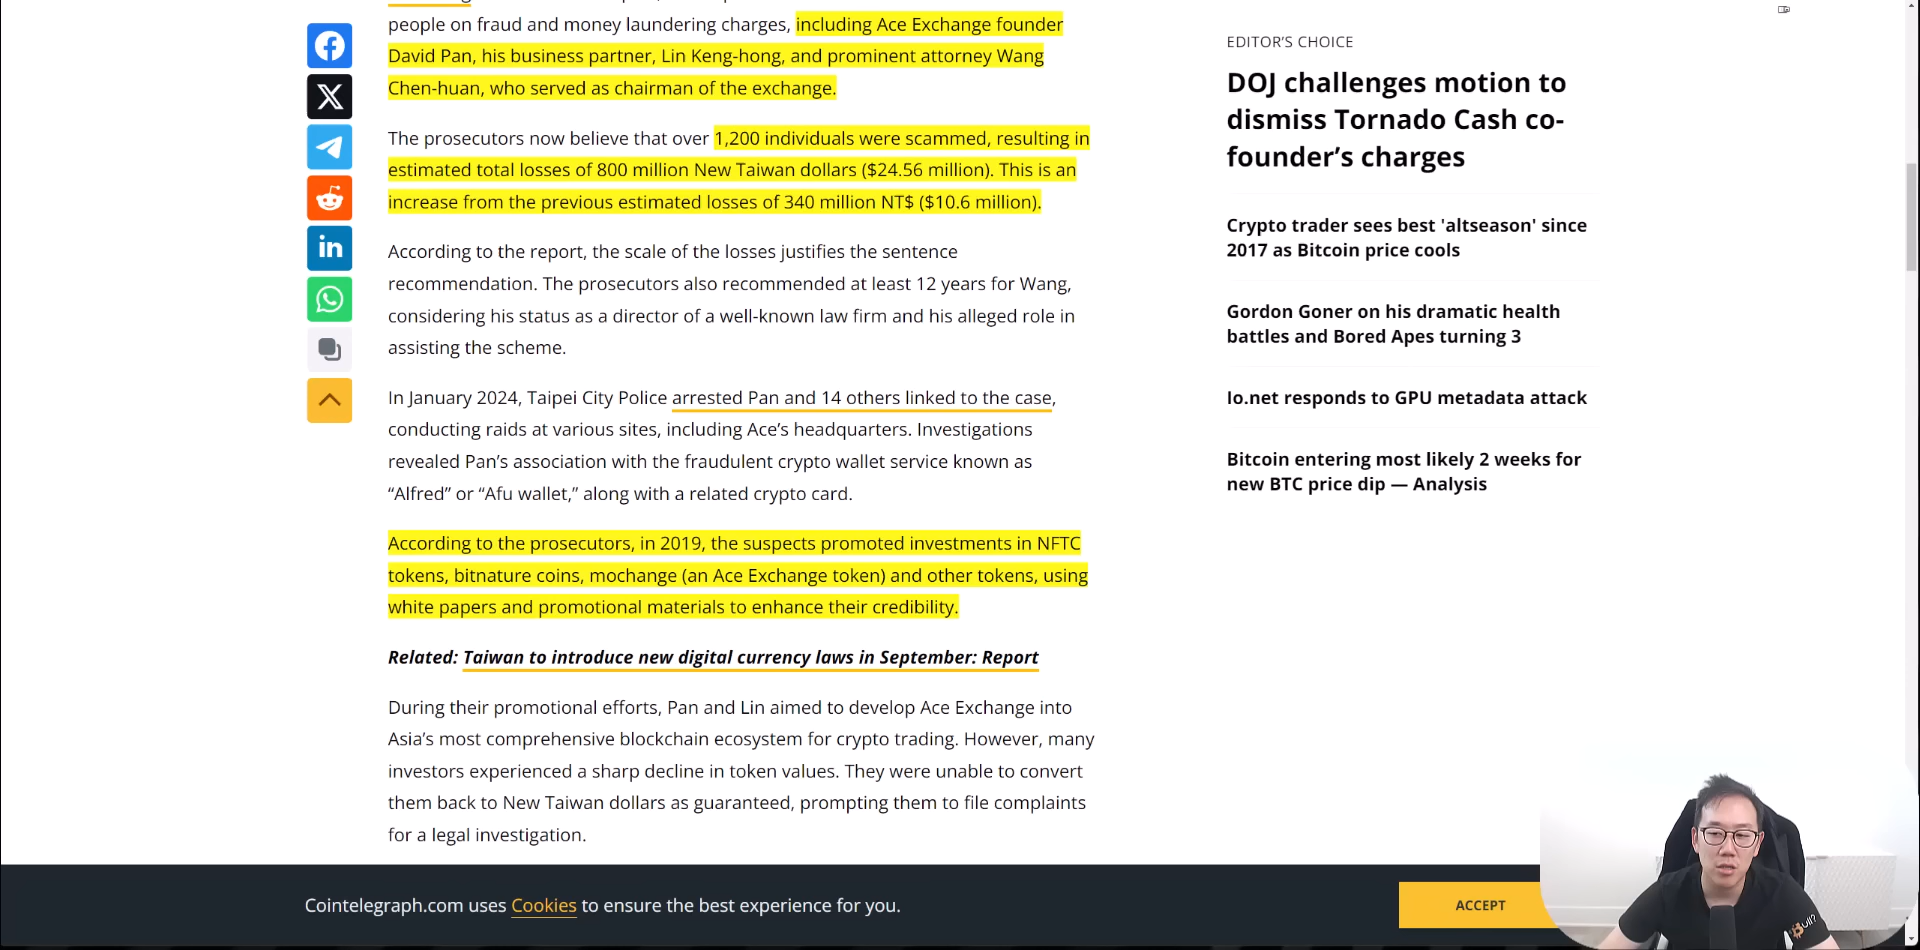 people on fraud and money laundering charges, including Ace Exchange founder
David Pan, his business partner, Lin Keng-hong, and prominent attorney Wang
Chen-huan, who served as chairman of the exchange.
The prosecutors now believe that over 1,200 individuals were scammed, resulting in
estimated total losses of 800 million New Taiwan dollars ($24.56 million). This is an
increase from the previous estimated losses of 340 million NT$ ($10.6 million).
According to the report, the scale of the losses justifies the sentence
recommendation. The prosecutors also recommended at least 12 years for Wang,
considering his status as a director of a well-known law firm and his alleged role in
assisting the scheme.
In January 2024, Taipei City Police arrested Pan and 14 others linked to the case,
conducting raids at various sites, including Ace’s headquarters. Investigations
revealed Pan’s association with the fraudulent crypto wallet service known as
“Alfred” or “Afu wallet,” along with a related crypto card.
According to the prosecutors, in 2019, the suspects promoted investments in NFTC
tokens, bitnature coins, mochange (an Ace Exchange token) and other tokens, using
white papers and promotional materials to enhance their credibility.
Related: Taiwan to introduce new digital currency laws in September: Report
During their promotional efforts, Pan and Lin aimed to develop Ace Exchange into
Asia’s most comprehensive blockchain ecosystem for crypto trading. However, many
investors experienced a sharp decline in token values. They were unable to convert
them back to New Taiwan dollars as guaranteed, prompting them to file complaints
for a legal investigation.
EDITOR’S CHOICE
DOJ challenges motion to
dismiss Tornado Cash co-
founder’s charges
Crypto trader sees best 'altseason' since
2017 as Bitcoin price cools
Gordon Goner on his dramatic health
battles and Bored Apes turning 3
Io.net responds to GPU metadata attack
Bitcoin entering most likely 2 weeks for
new BTC price dip — Analysis
Cointelegraph.com uses Cookies to ensure the best experience for you.
ACCEPT